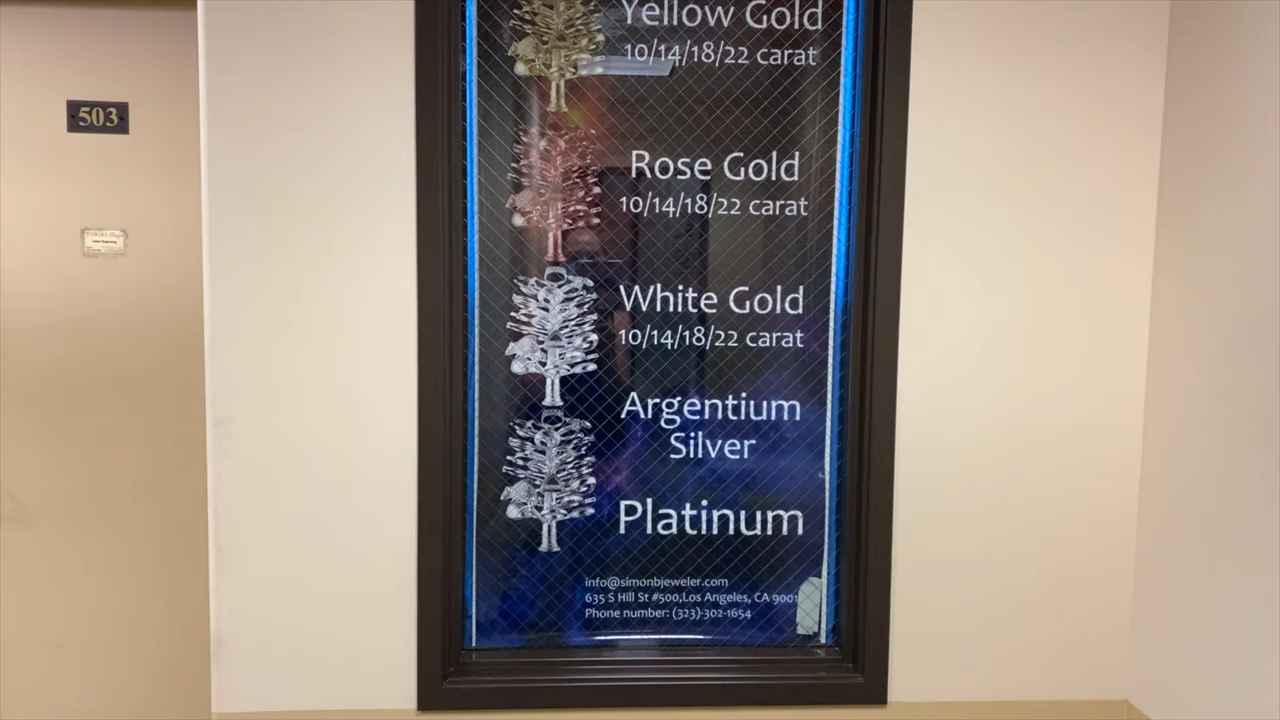 Yellow Gold
10/14/18/22 carat
503
Rose Gold
10/14/18/22 carat
White Gold
10/14/18/22 carat
Argentium
Silver
Platinum
info@simonbjeweler.com
635 S Hill St #500,Los Angeles, CA 9001
Phone number: (323)-302-1654